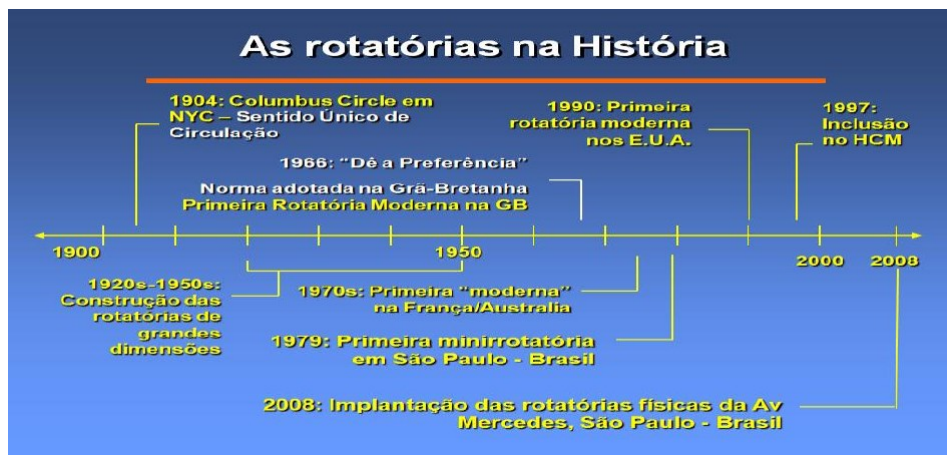 As rotatórias na História
1904: Columbus Circle em
NYC – Sentido Único de
Circulação
1990: Primeira
rotatória moderna
nos E.U.A.
1997:
Inclusão
no HCM
1966: “Dê a Preferência”
Norma adotada na Grã-Bretanha
Primeira Rotatória Moderna na GB
1900
1950
2000
2008
1920s-1950s:
Construção das
rotatórias de
grandes
dimensões
1970s: Primeira “moderna”
na França/Australia
1979: Primeira minirrotatória
em São Paulo - Brasil
2008: Implantação das rotatórias físicas da Av
Mercedes, São Paulo - Brasil